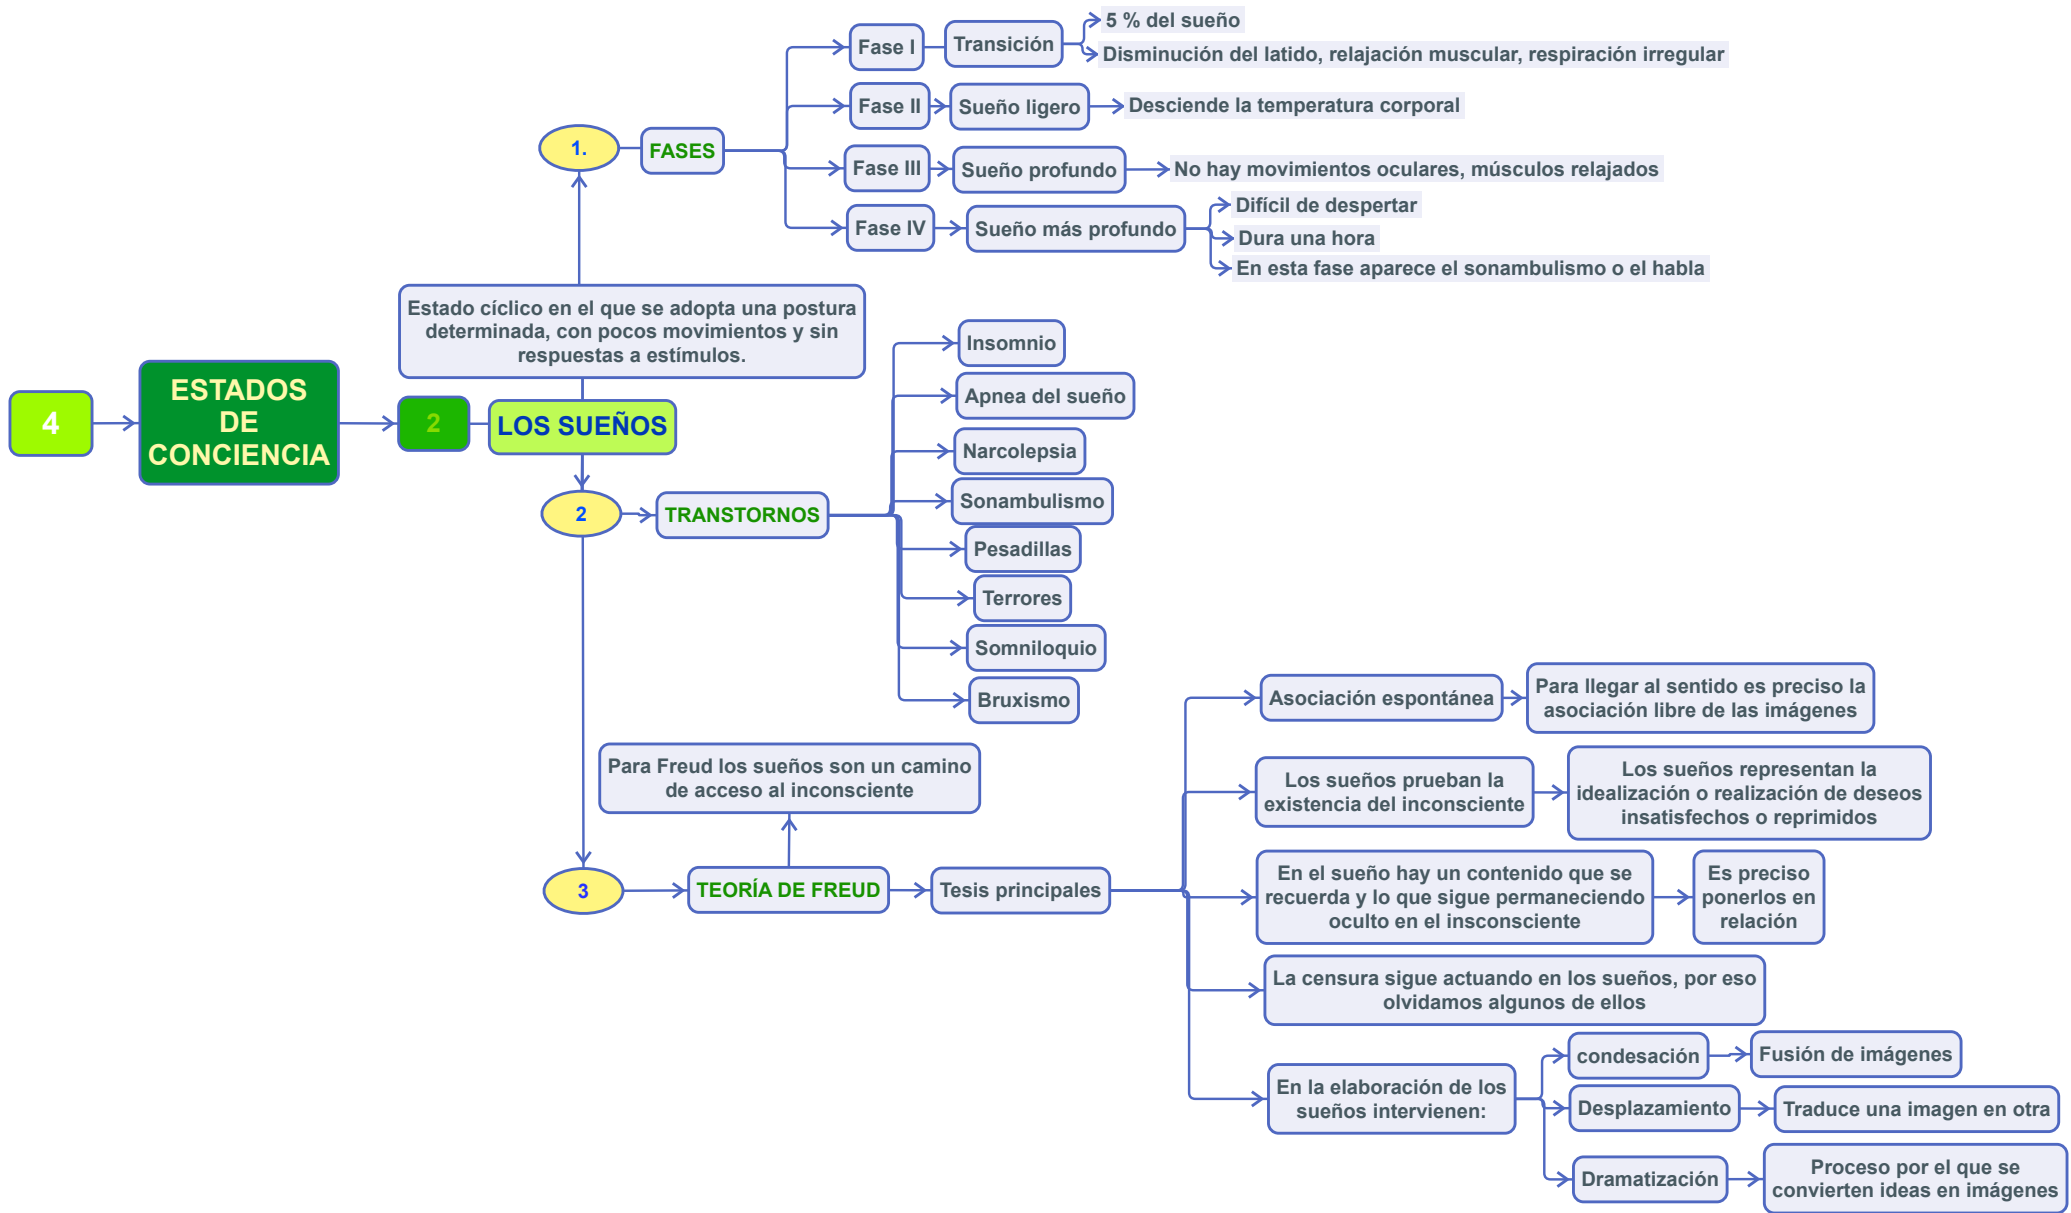 4
ESTADOS
DE
CONCIENCIA
2
LOS SUEÑOS
Estado cíclico en el que se adopta una postura
determinada, con pocos movimientos y sin
respuestas a estímulos.
1.
FASES
Fase I
Transición
5 % del sueño
Disminución del latido, relajación muscular, respiración irregular
Fase II
Sueño ligero
Desciende la temperatura corporal
Fase III
Sueño profundo
No hay movimientos oculares, músculos relajados
Fase IV
Sueño más profundo
Difícil de despertar
Dura una hora
En esta fase aparece el sonambulismo o el habla
2
TRANSTORNOS
Insomnio
Apnea del sueño
Narcolepsia
Sonambulismo
Pesadillas
Terrores
Somniloquio
Bruxismo
3
TEORÍA DE FREUD
Para Freud los sueños son un camino
de acceso al inconsciente
Tesis principales
Asociación espontánea
Para llegar al sentido es preciso la
asociación libre de las imágenes
Los sueños prueban la
existencia del inconsciente
Los sueños representan la
idealización o realización de deseos
insatisfechos o reprimidos
En el sueño hay un contenido que se
recuerda y lo que sigue permaneciendo
oculto en el insconsciente
Es preciso
ponerlos en
relación
La censura sigue actuando en los sueños, por eso
olvidamos algunos de ellos
En la elaboración de los
sueños intervienen:
condesación
Fusión de imágenes
Desplazamiento
Traduce una imagen en otra
Dramatización
Proceso por el que se
convierten ideas en imágenes